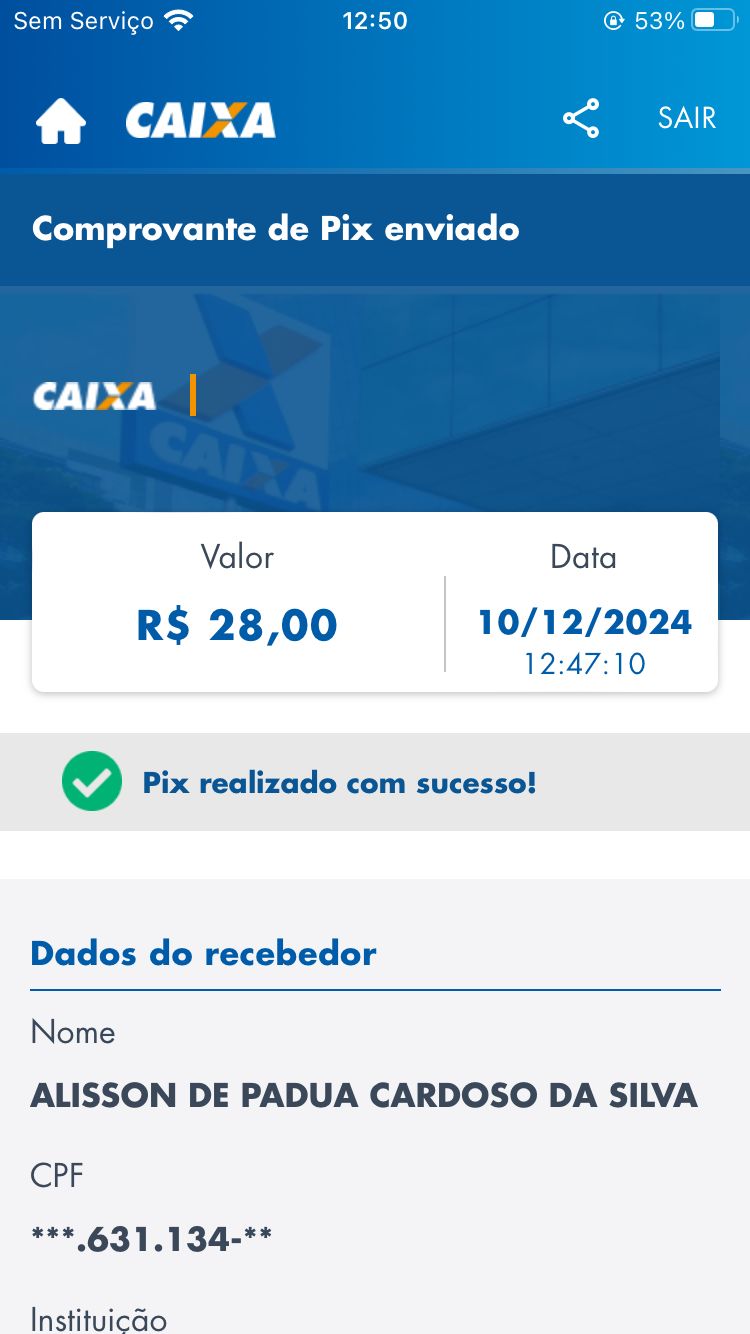 Sem Serviço 12:50 53%
CAIXA SAIR
Comprovante de Pix enviado
CAIXA
CAIXA
Valor Data
R$ 28,00 10/12/2024
12:47:10
Pix realizado com sucesso!
Dados do recebedor
Nome
ALISSON DE PADUA CARDOSO DA SILVA
CPF
***.631.134-**
Instituição